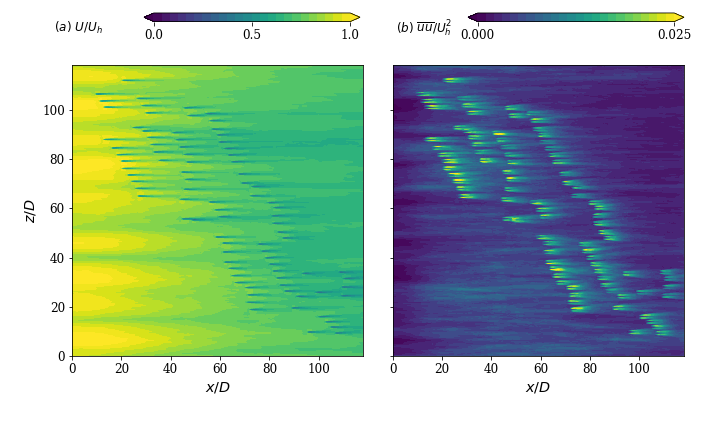 (a) U/U_h
0.0 0.5 1.0
(b) \overline{uu}/U_h^2
0.000 0.025
z/D
100
80
60
40
20
0
0 20 40 60 80 100
x/D
0 20 40 60 80 100
x/D